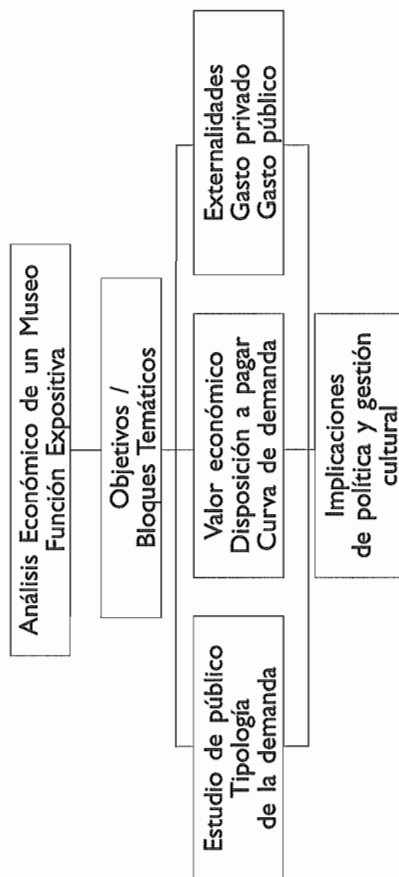 Análisis Económico de un Museo
Función Expositiva
Objetivos /
Bloques Temáticos
Estudio de público
Tipología
de la demanda
Valor económico
Disposición a pagar
Curva de demanda
Externalidades
Gasto privado
Gasto público
Implicaciones
de política y gestión
cultural